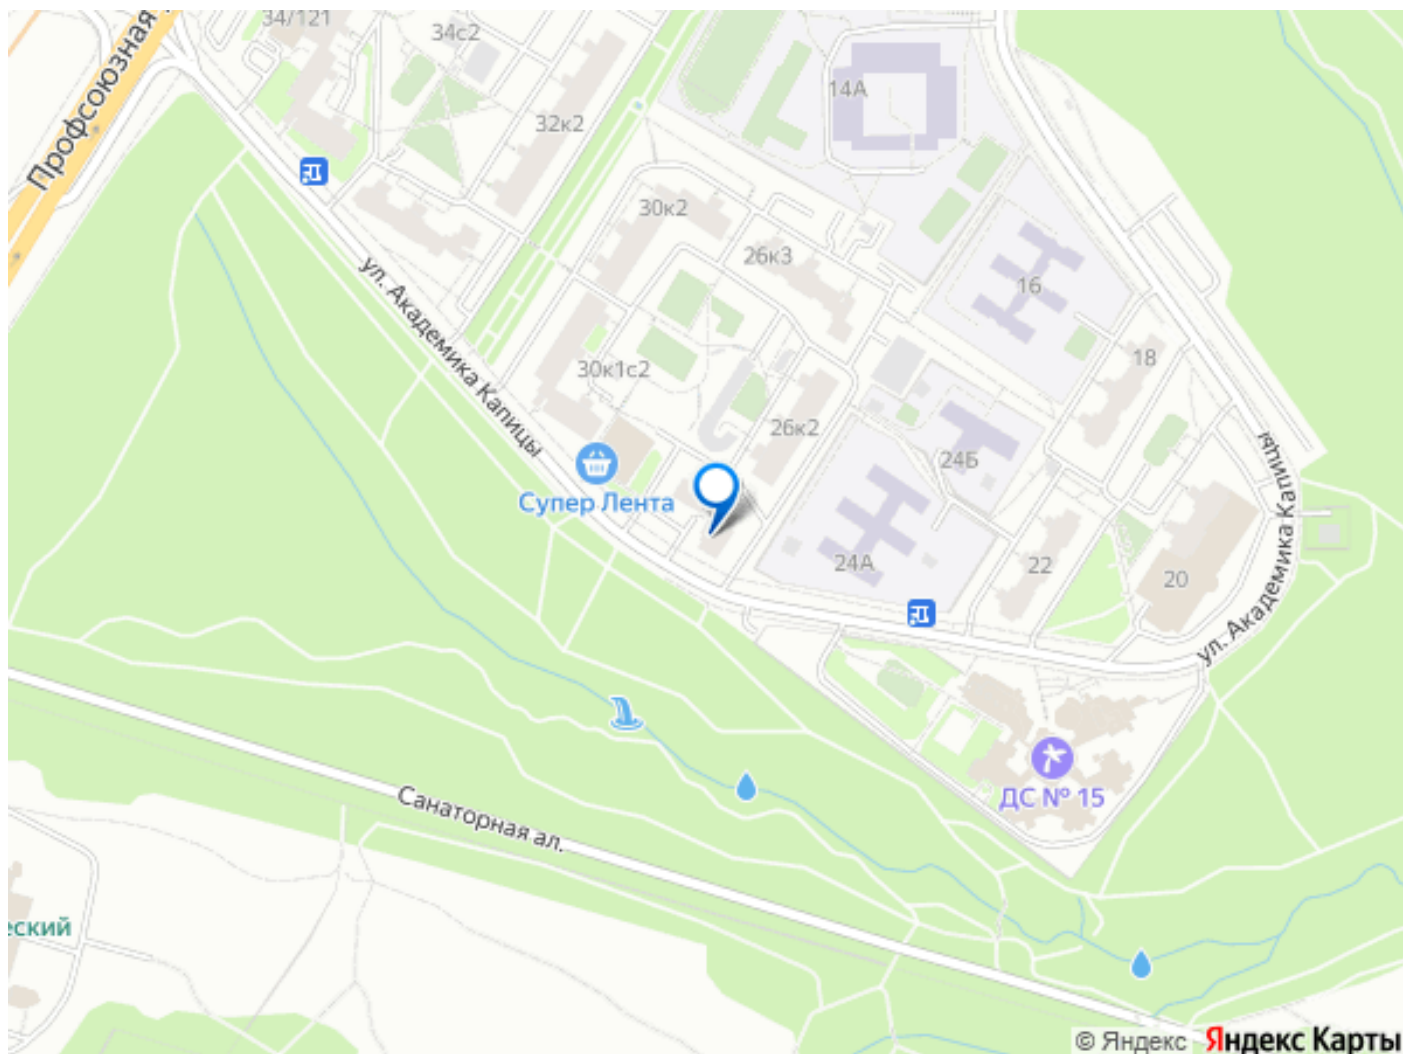 34/121
34с2
Профсоюзная
14А
32к2
30к2
26к3
16
ул. Академика Капицы
18
30к1с2
26к2
24Б
ул. Академика Капицы
Супер Лента
24А
22
20
ДС № 15
Санаторная ал.
еский
© Яндекс Яндекс Карты